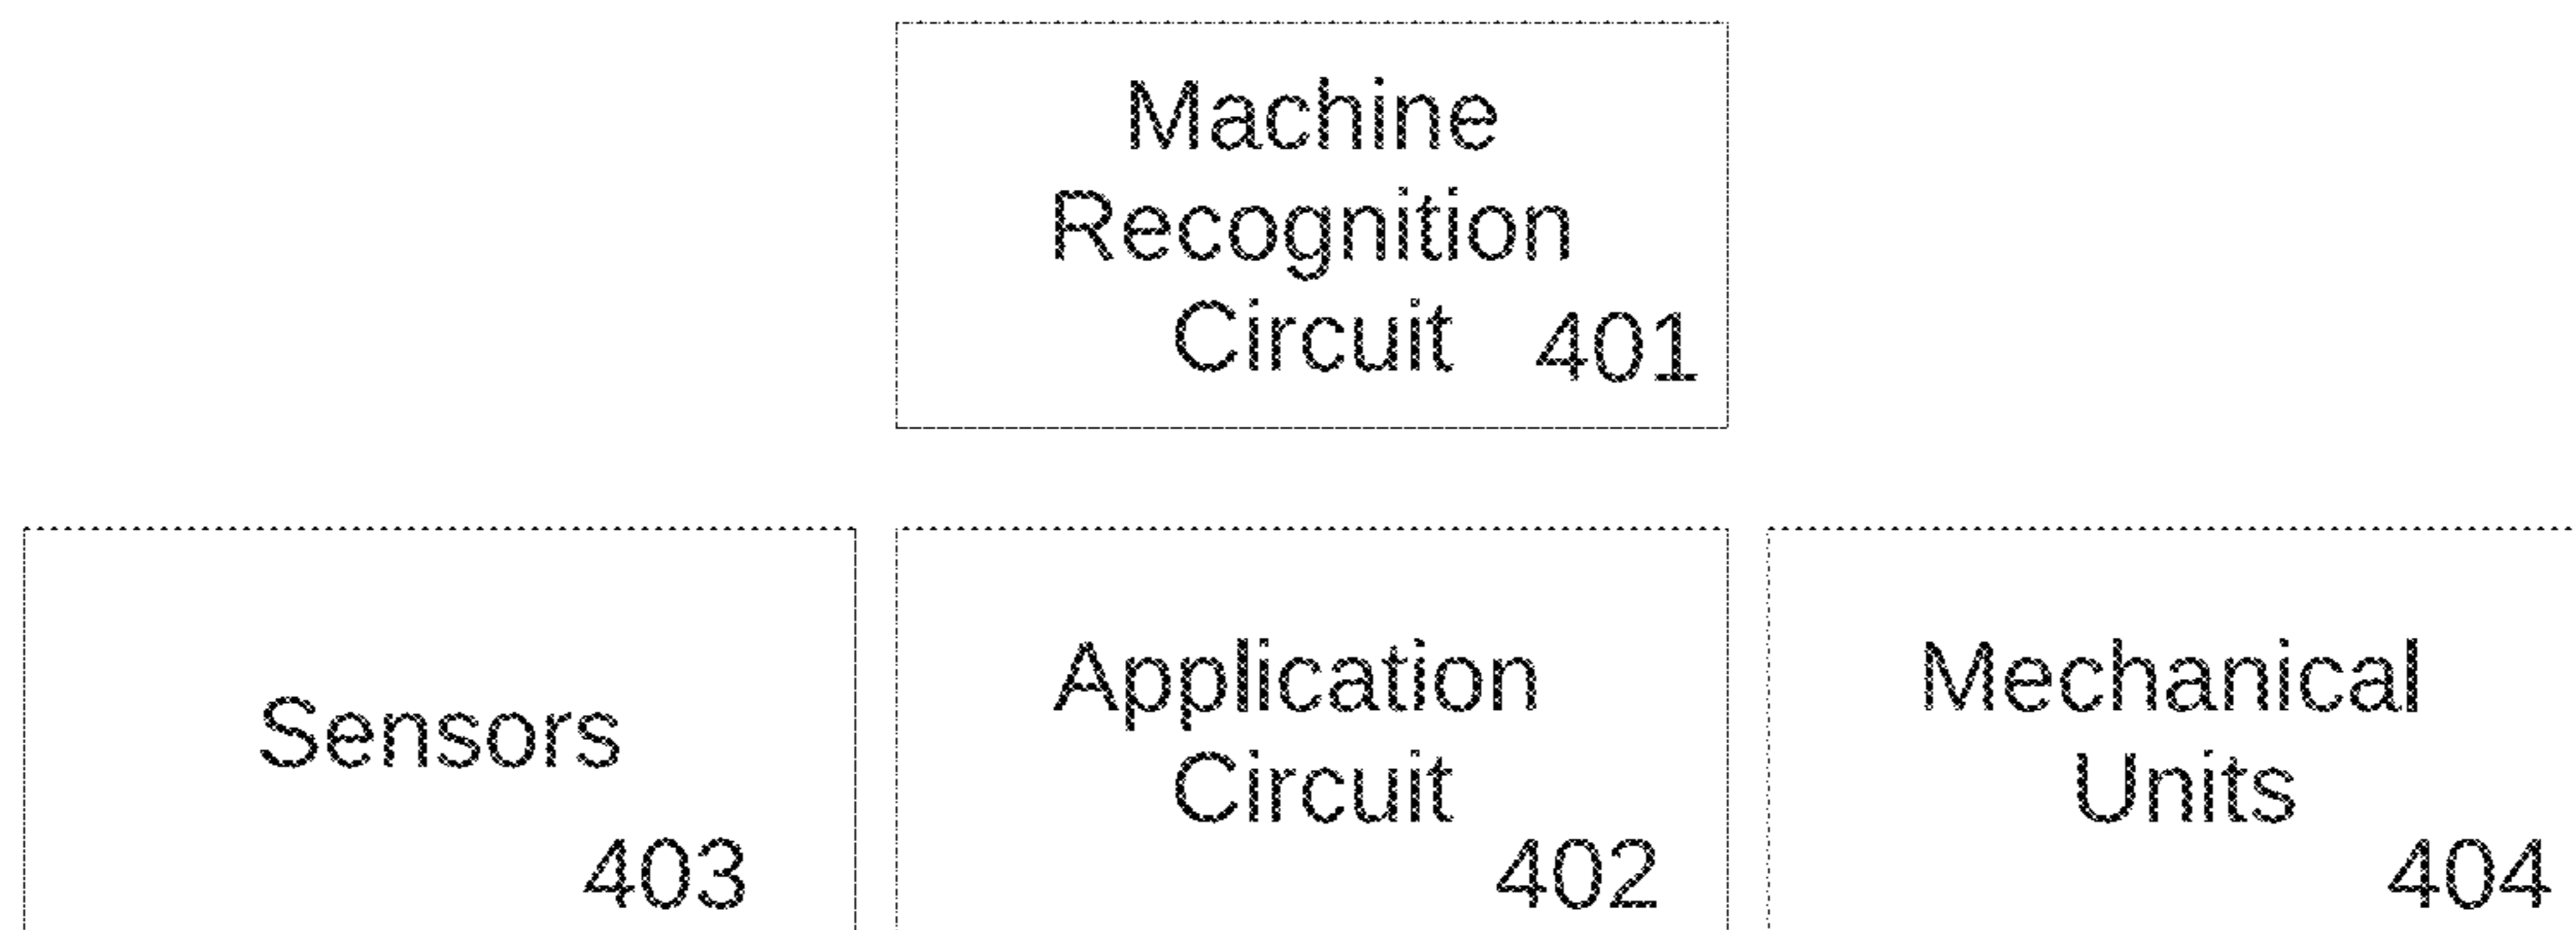 Machine
Recognition
Circuit 401
Sensors
403
Application
Circuit
402
Mechanical
Units
404